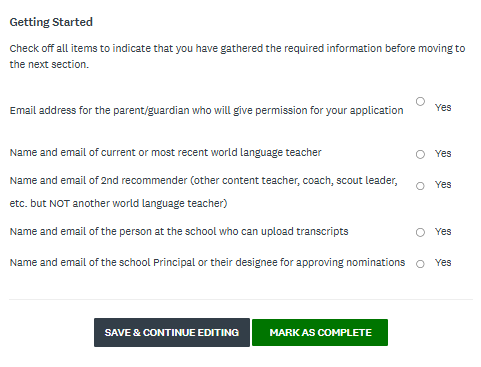 Getting Started
Check off all items to indicate that you have gathered the required information before moving to
the next section.
Email address for the parent/guardian who will give permission for your application Yes
Name and email of current or most recent world language teacher Yes
Name and email of 2nd recommender (other content teacher, coach, scout leader, Yes
etc. but NOT another world language teacher)
Name and email of the person at the school who can upload transcripts Yes
Name and email of the school Principal or their designee for approving nominations Yes
SAVE & CONTINUE EDITING MARK AS COMPLETE